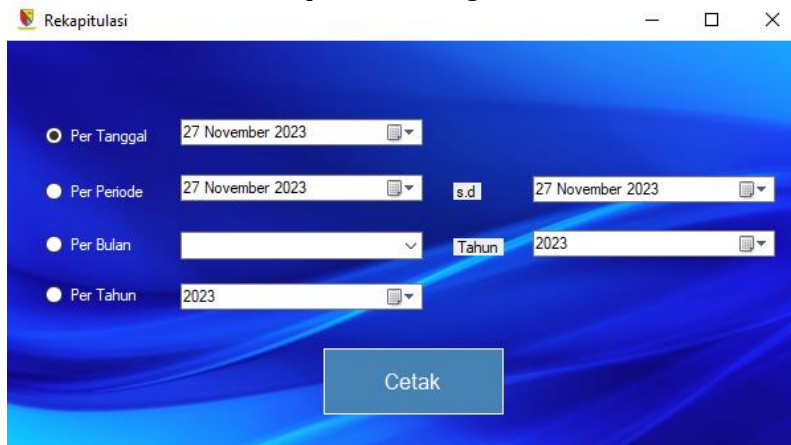 Rekapitulasi
Per Tanggal 27 November 2023
Per Periode 27 November 2023 s.d 27 November 2023
Per Bulan Tahun 2023
Per Tahun 2023
Cetak